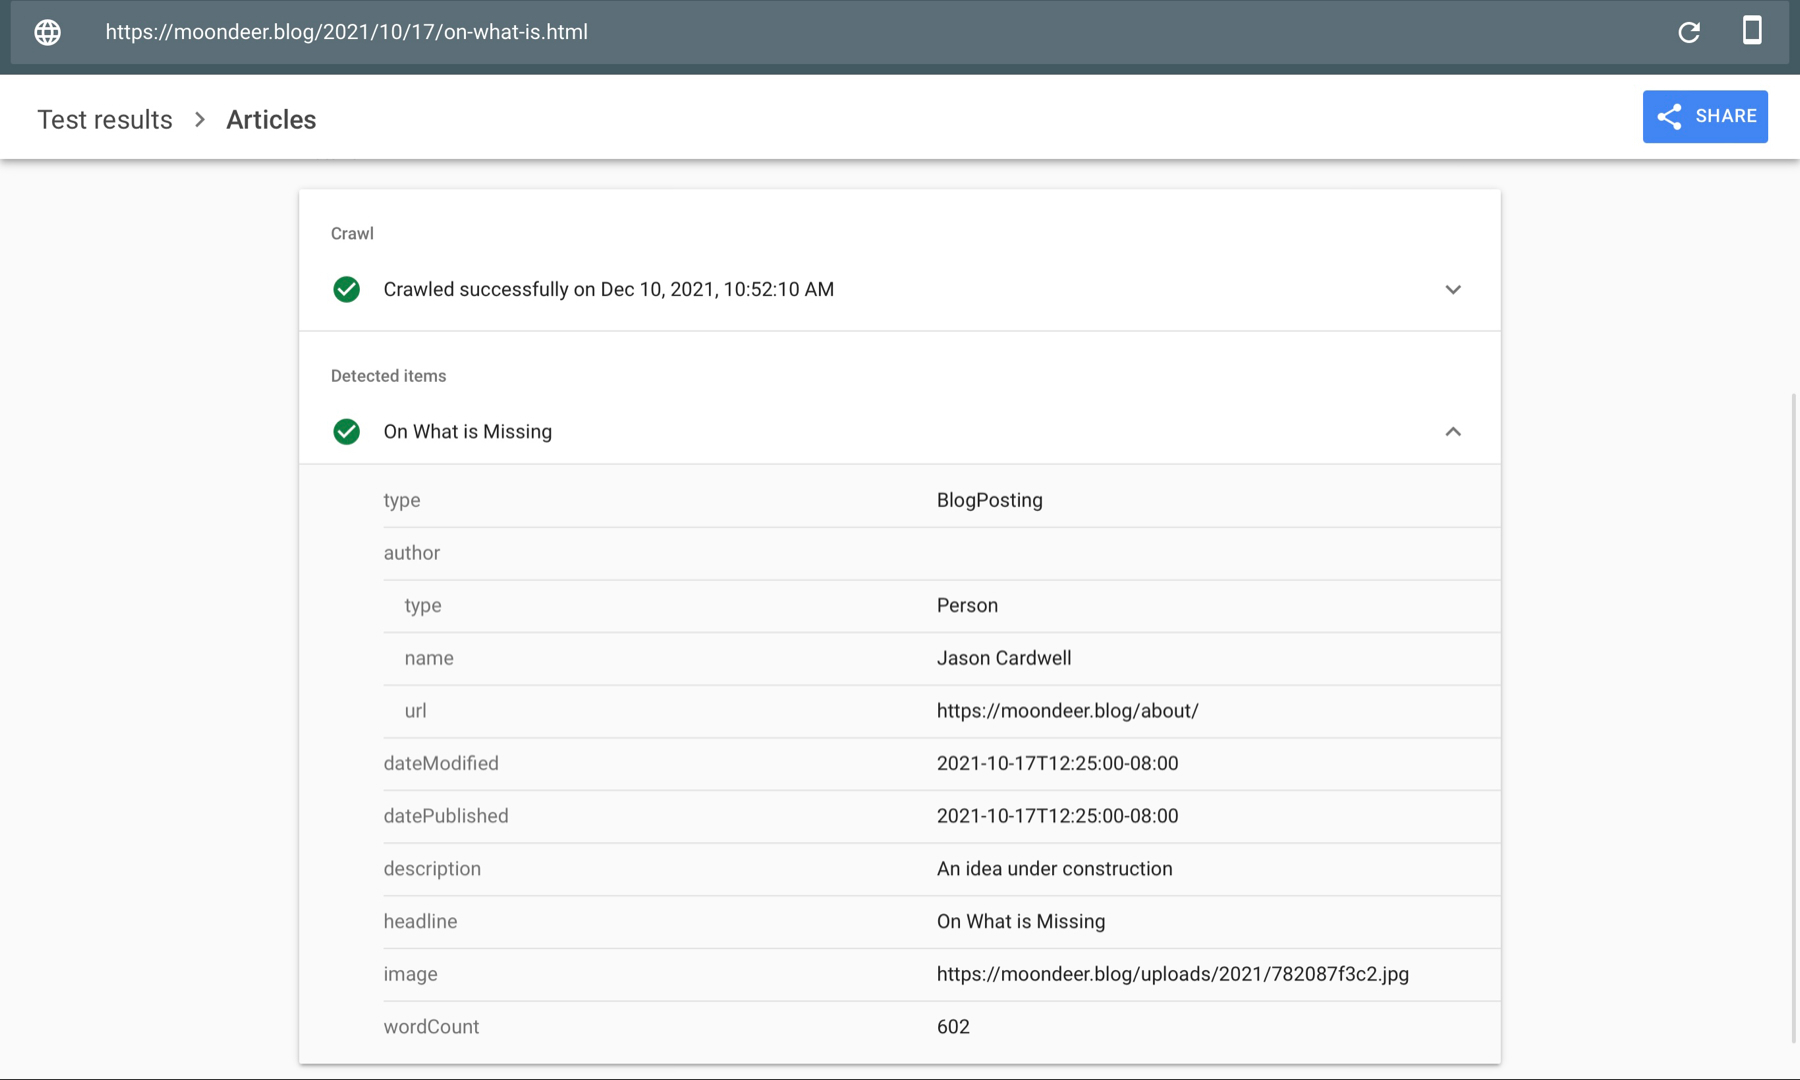 https://moondeer.blog/2021/10/17/on-what-is.html
Test results > Articles
SHARE
Crawl
Crawled successfully on Dec 10, 2021, 10:52:10 AM
Detected items
On What is Missing
type BlogPosting
author
type Person
name Jason Cardwell
url https://moondeer.blog/about/
dateModified 2021-10-17T12:25:00-08:00
datePublished 2021-10-17T12:25:00-08:00
description An idea under construction
headline On What is Missing
image https://moondeer.blog/uploads/2021/782087f3c2.jpg
wordCount 602